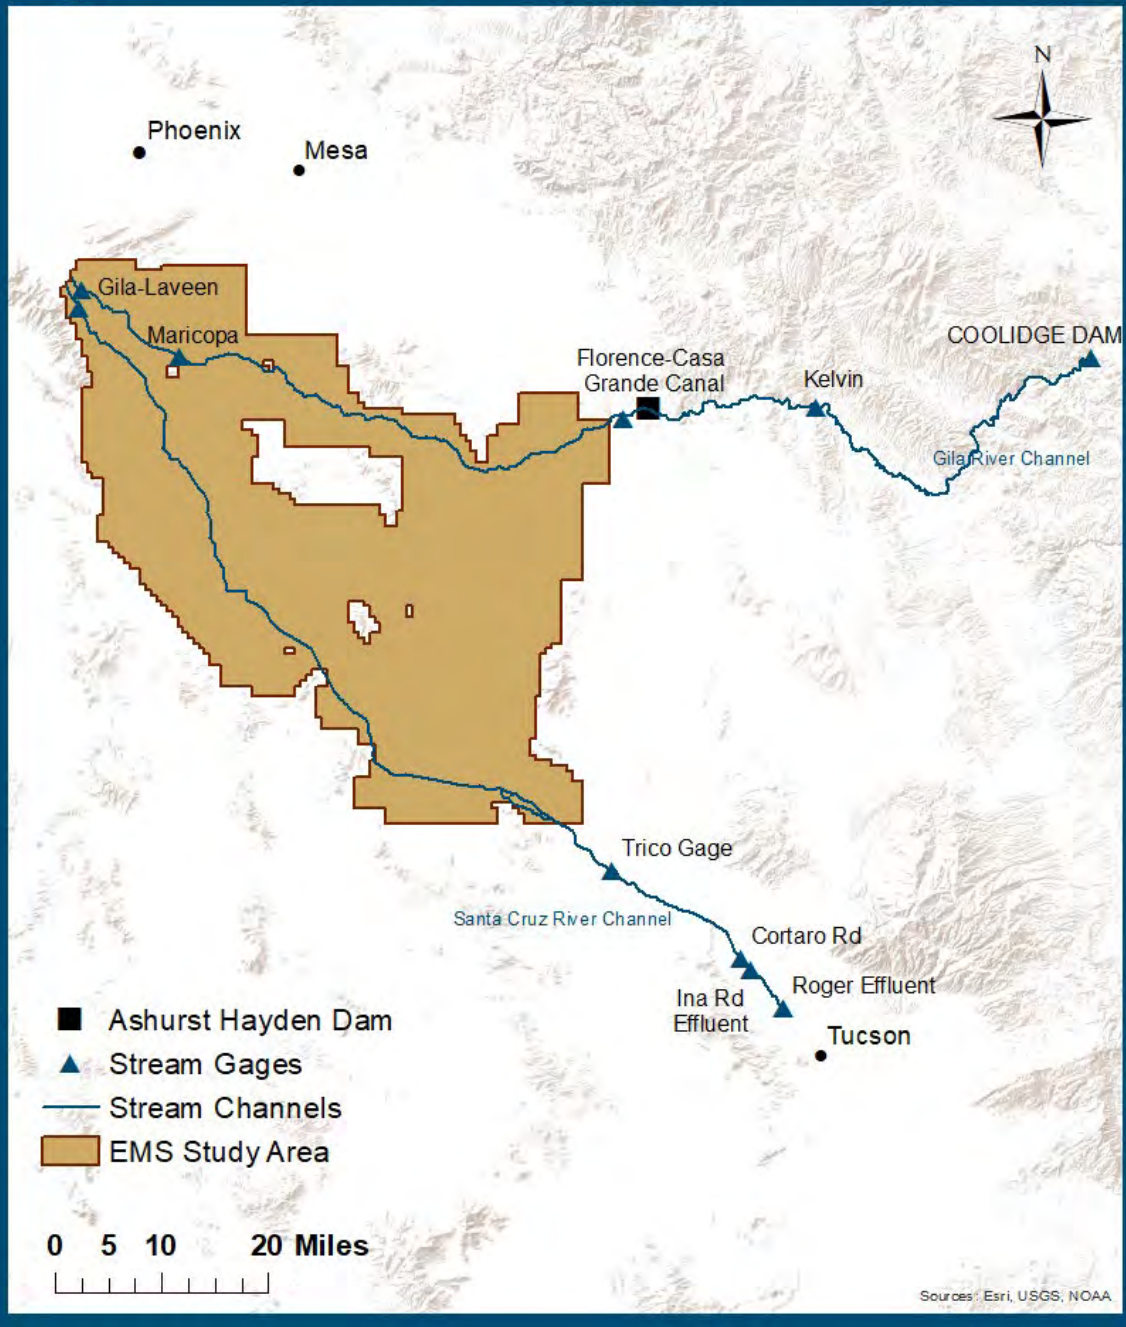 N
Phoenix
Mesa
Gila-Laveen
Maricopa
COOLIDGE DAM
Florence-Casa
Grande Canal
Kelvin
Gila River Channel
Trico Gage
Santa Cruz River Channel
Cortaro Rd
Roger Effluent
Ina Rd
Effluent
Tucson
Ashurst Hayden Dam
Stream Gages
Stream Channels
EMS Study Area
0 5 10 20 Miles
Sources: Esri, USGS, NOAA